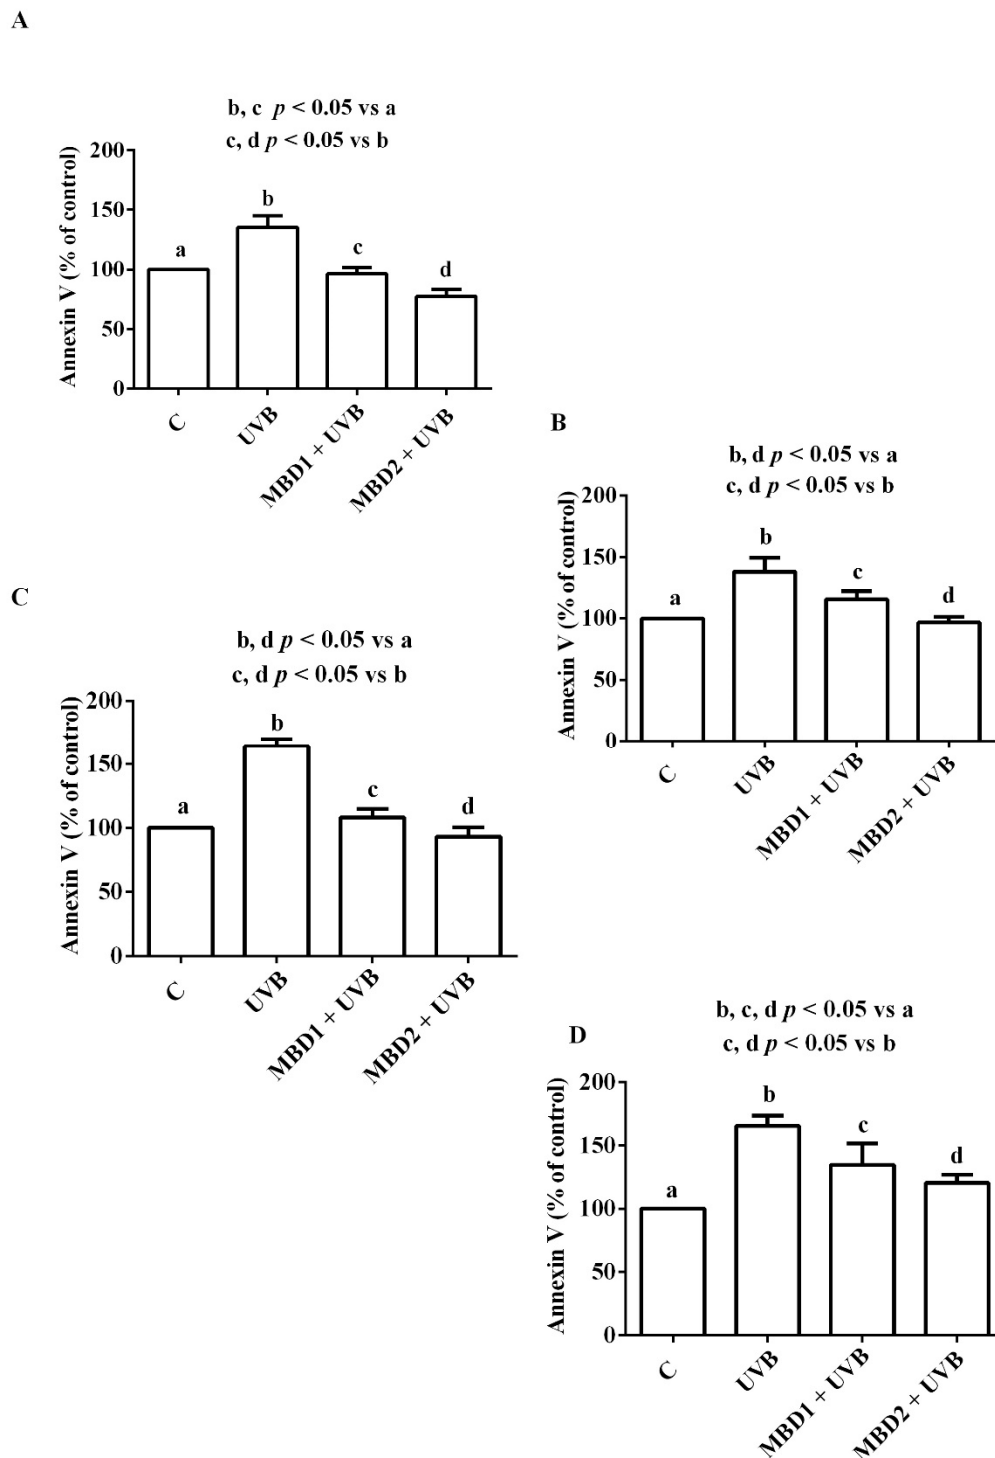 A
b, c p < 0.05 vs a
c, d p < 0.05 vs b
Annexin V (% of control)
200
150
100
50
0
a
b
c
d
C
UVB
MBD1 + UVB
MBD2 + UVB
B
b, d p < 0.05 vs a
c, d p < 0.05 vs b
Annexin V (% of control)
200
150
100
50
0
a
b
c
d
C
UVB
MBD1 + UVB
MBD2 + UVB
C
b, d p < 0.05 vs a
c, d p < 0.05 vs b
Annexin V (% of control)
200
150
100
50
0
a
b
c
d
C
UVB
MBD1 + UVB
MBD2 + UVB
D
b, c, d p < 0.05 vs a
c, d p < 0.05 vs b
Annexin V (% of control)
200
150
100
50
0
a
b
c
d
C
UVB
MBD1 + UVB
MBD2 + UVB